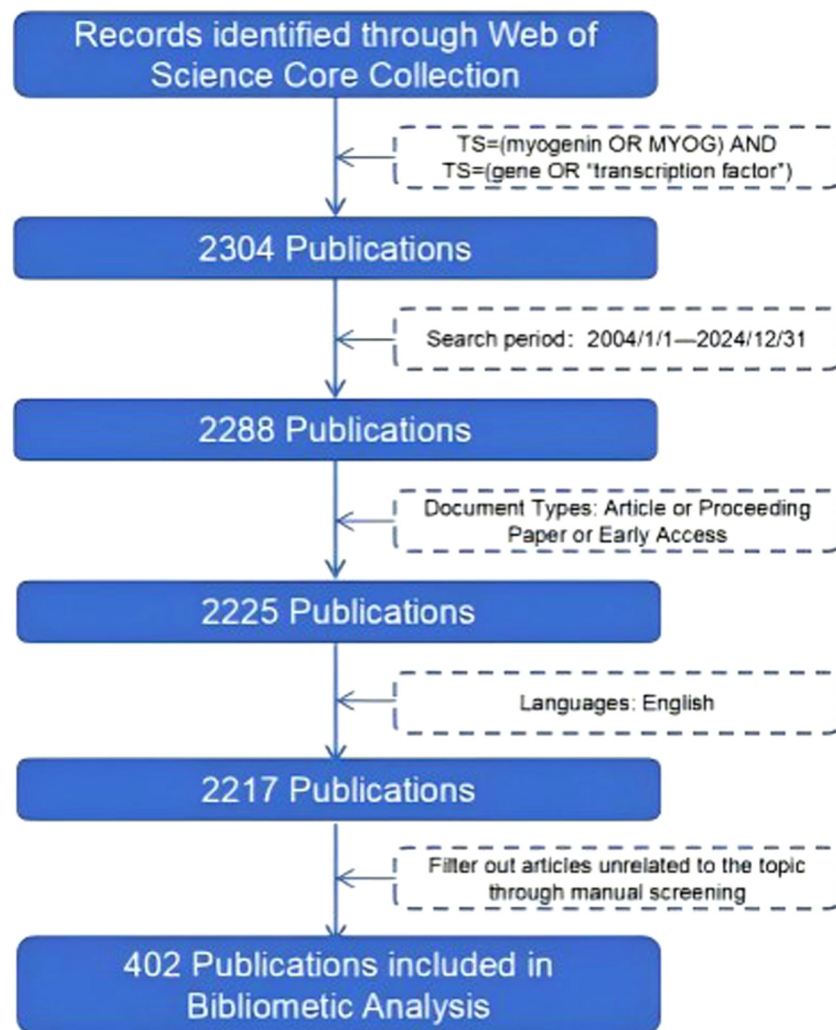 Records identified through Web of
Science Core Collection
TS=(myogenin OR MYOG) AND
TS=(gene OR "transcription factor")
2304 Publications
Search period: 2004/1/1—2024/12/31
2288 Publications
Document Types: Article or Proceeding
Paper or Early Access
2225 Publications
Languages: English
2217 Publications
Filter out articles unrelated to the topic
through manual screening
402 Publications included in
Bibliometic Analysis